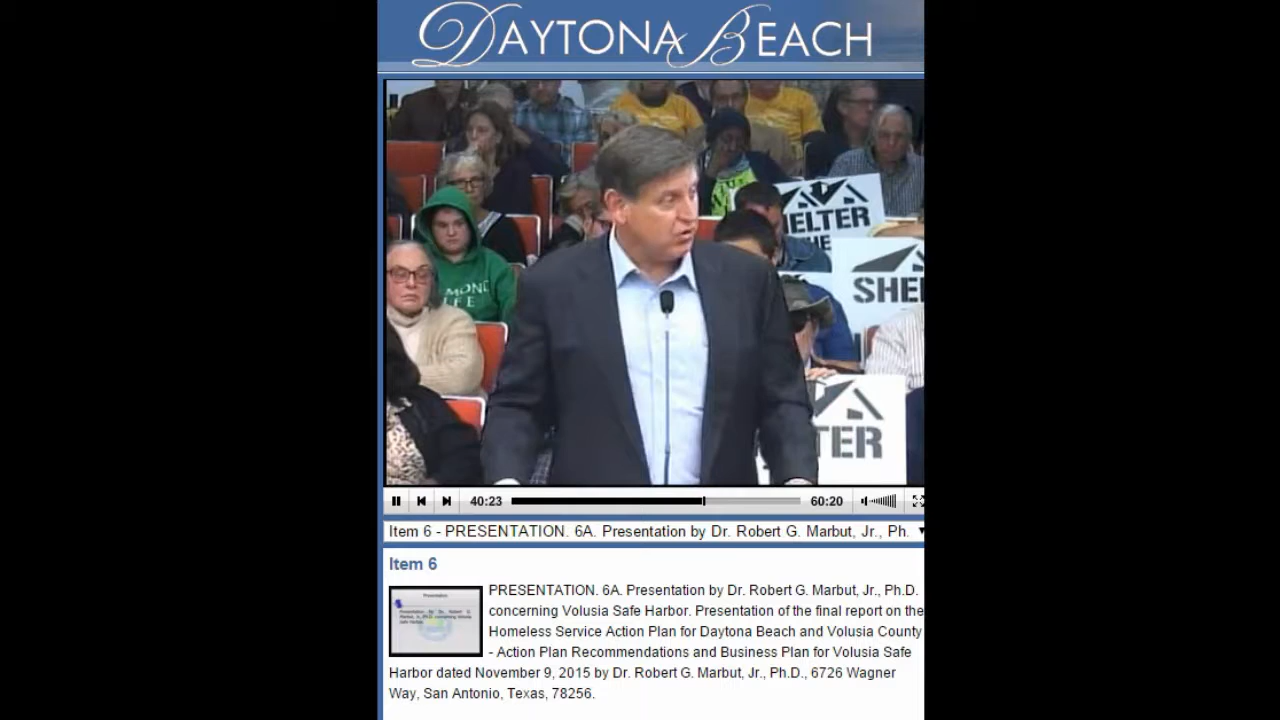 DAYTONA BEACH
ELTER
HE
SHE
MOND
IFE
TER
40:23
60:20
Item 6 - PRESENTATION. 6A. Presentation by Dr. Robert G. Marbut, Jr., Ph.
Item 6
PRESENTATION. 6A. Presentation by Dr. Robert G. Marbut, Jr., Ph.D.
concerning Volusia Safe Harbor. Presentation of the final report on the
Homeless Service Action Plan for Daytona Beach and Volusia County
- Action Plan Recommendations and Business Plan for Volusia Safe
Harbor dated November 9, 2015 by Dr. Robert G. Marbut, Jr., Ph.D., 6726 Wagner
Way, San Antonio, Texas, 78256.